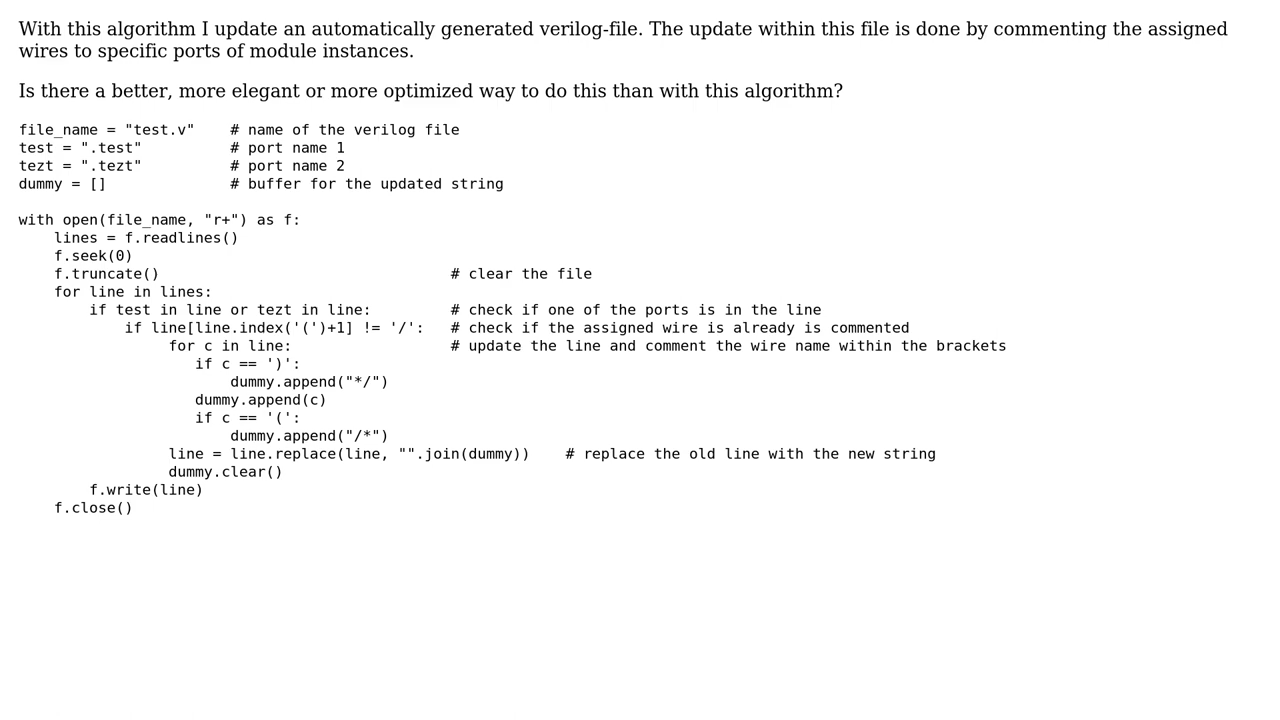 With this algorithm I update an automatically generated verilog-file. The update within this file is done by commenting the assigned
wires to specific ports of module instances.
Is there a better, more elegant or more optimized way to do this than with this algorithm?
file_name = "test.v"    # name of the verilog file
test = ".test"          # port name 1
tezt = ".tezt"          # port name 2
dummy = []              # buffer for the updated string
with open(file_name, "r+") as f:
    lines = f.readlines()
    f.seek(0)
    f.truncate()                                 # clear the file
    for line in lines:
        if test in line or tezt in line:         # check if one of the ports is in the line
            if line[line.index('(')+1] != '/':   # check if the assigned wire is already is commented
                 for c in line:                  # update the line and comment the wire name within the brackets
                    if c == ')':
                        dummy.append("*/")
                    dummy.append(c)
                    if c == '(':
                        dummy.append("/*")
                 line = line.replace(line, "".join(dummy))    # replace the old line with the new string
                 dummy.clear()
        f.write(line)
    f.close()